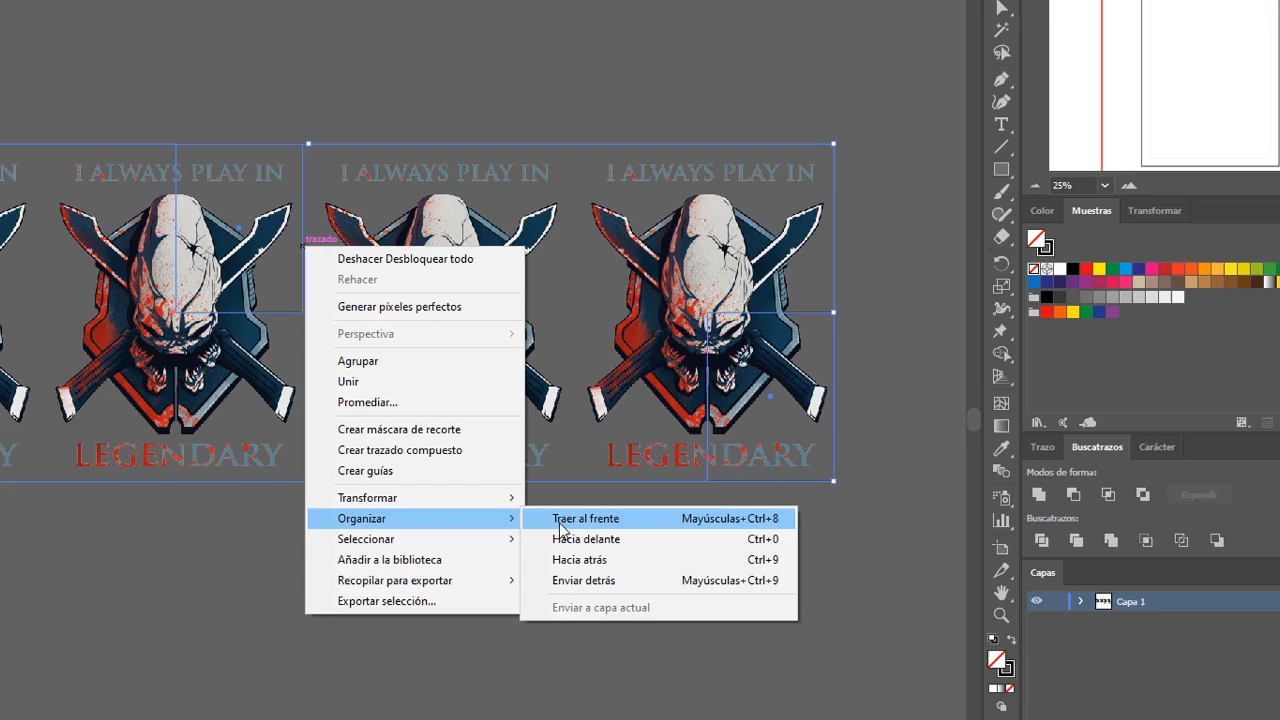 N
I ALWAYS PLAY IN
I ALWAYS PLAY IN
I ALWAYS PLAY IN
trazado
Y
LEGENDARY
Y
LEGENDARY
Deshacer Desbloquear todo
Rehacer
Generar píxeles perfectos
Perspectiva
Agrupar
Unir
Promediar...
Crear máscara de recorte
Crear trazado compuesto
Crear guías
Transformar
Organizar
Seleccionar
Añadir a la biblioteca
Recopilar para exportar
Exportar selección...
Traer al frente Mayúsculas+Ctrl+8
Hacia delante Ctrl+0
Hacia atrás Ctrl+9
Enviar detrás Mayúsculas+Ctrl+9
Enviar a capa actual
25%
Color Muestras Transformar
Trazo Buscatrazos Carácter
Modos de forma:
Expandir
Buscatrazos:
Capas
Capa 1